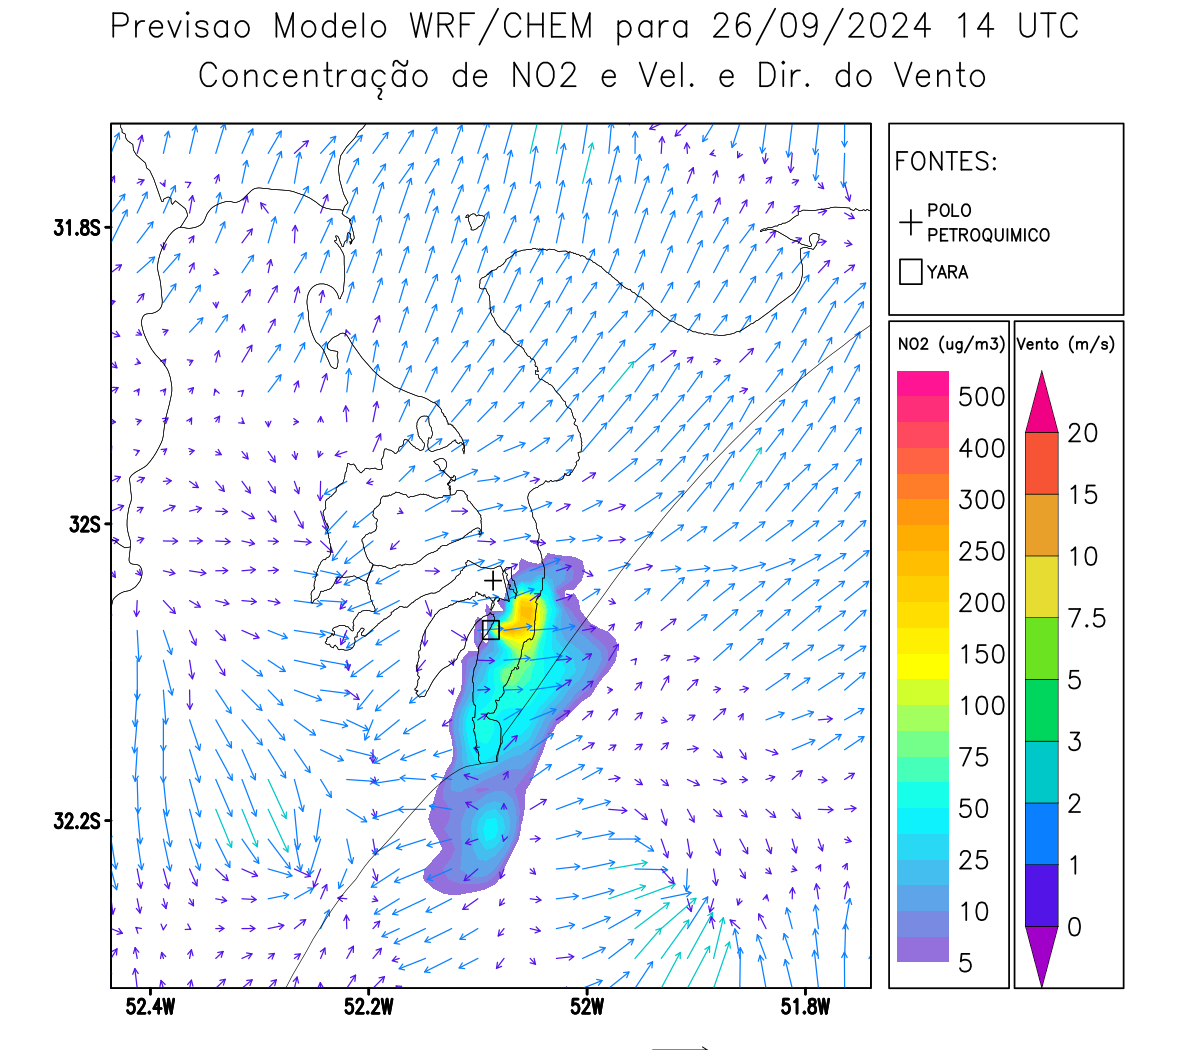 Previsao Modelo WRF/CHEM para 26/09/2024 14 UTC
Concentração de NO2 e Vel. e Dir. do Vento
FONTES:
POLO
PETROQUIMICO
YARA
NO2 (ug/m3)
500
400
300
250
200
150
100
75
50
25
10
5
Vento (m/s)
20
15
10
7.5
5
3
2
1
0
31.8S
32S
32.2S
52.4W
52.2W
52W
51.8W